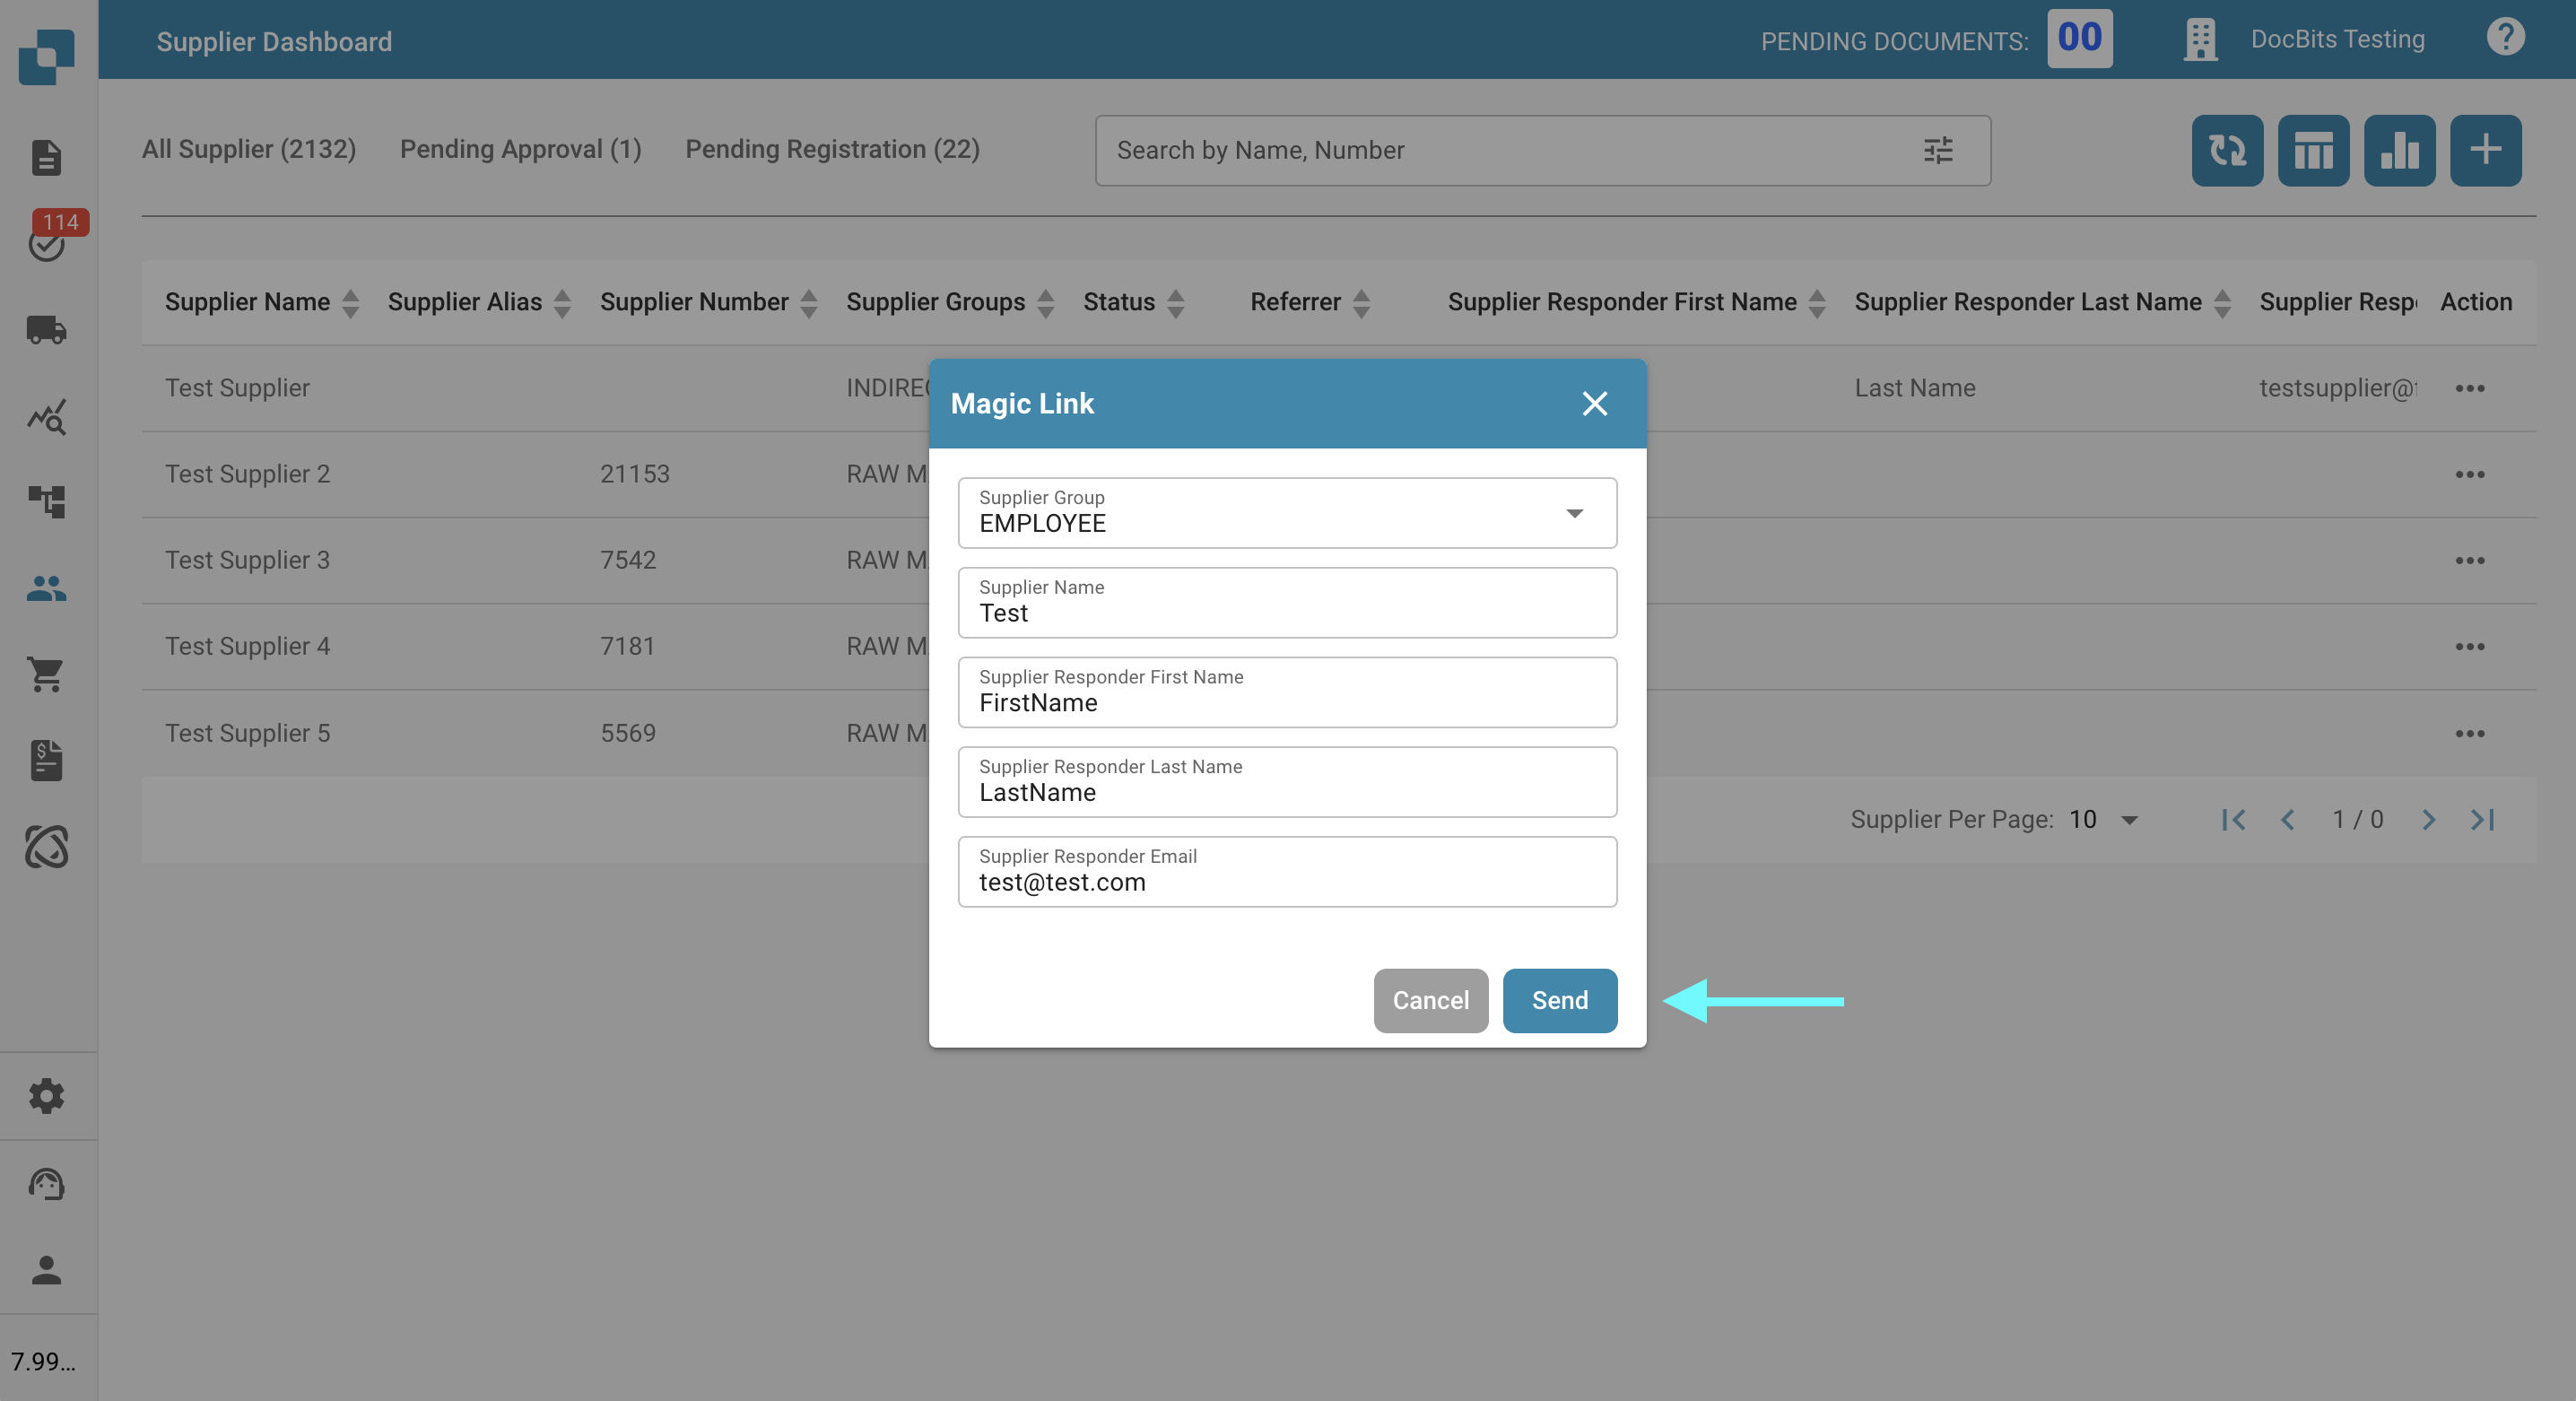 Supplier Dashboard
PENDING DOCUMENTS: 00
DocBits Testing
?
All Supplier (2132)
Pending Approval (1)
Pending Registration (22)
Search by Name, Number
114
Supplier Name
Supplier Alias
Supplier Number
Supplier Groups
Status
Referrer
Supplier Responder First Name
Supplier Responder Last Name
Supplier Resp
Action
Test Supplier
INDIREC
Last Name
testsupplier@
Test Supplier 2
21153
RAW M
Test Supplier 3
7542
RAW M
Test Supplier 4
7181
RAW M
Test Supplier 5
5569
RAW M
Supplier Per Page: 10
1 / 0
Magic Link
Supplier Group
EMPLOYEE
Supplier Name
Test
Supplier Responder First Name
FirstName
Supplier Responder Last Name
LastName
Supplier Responder Email
test@test.com
Cancel
Send
7.99...